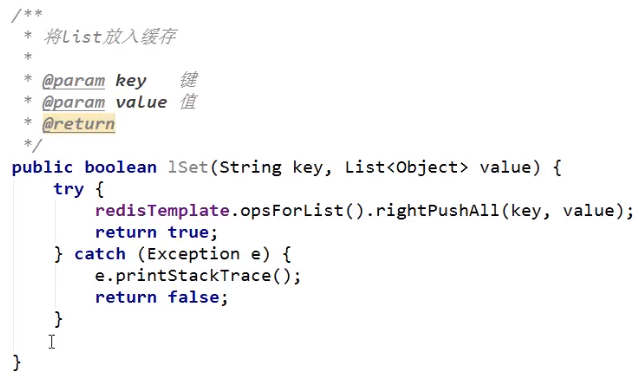 /**
 * 将List放入缓存
 *
 * @param key   键
 * @param value 值
 * @return
 */
public boolean lSet(String key, List<Object> value) {
    try {
        redisTemplate.opsForList().rightPushAll(key, value);
        return true;
    } catch (Exception e) {
        e.printStackTrace();
        return false;
    }
}